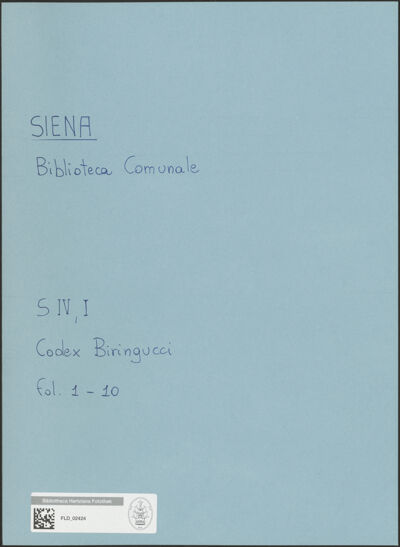 SIENA
Biblioteca Comunale
S IV, I
Codex Biringucci
fol. 1 - 10
Bibliotheca Hertziana Fotothek
FLD_02424